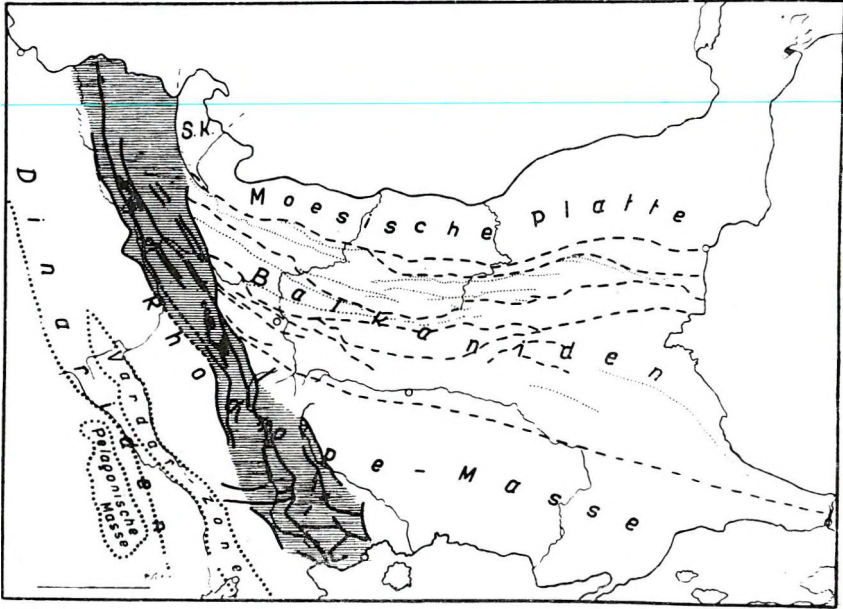 S.K.
Moesische Platte
Balkaniden
Dinariden
Rhodope-Masse
Vardar-Zone
Pelagonische
Masse